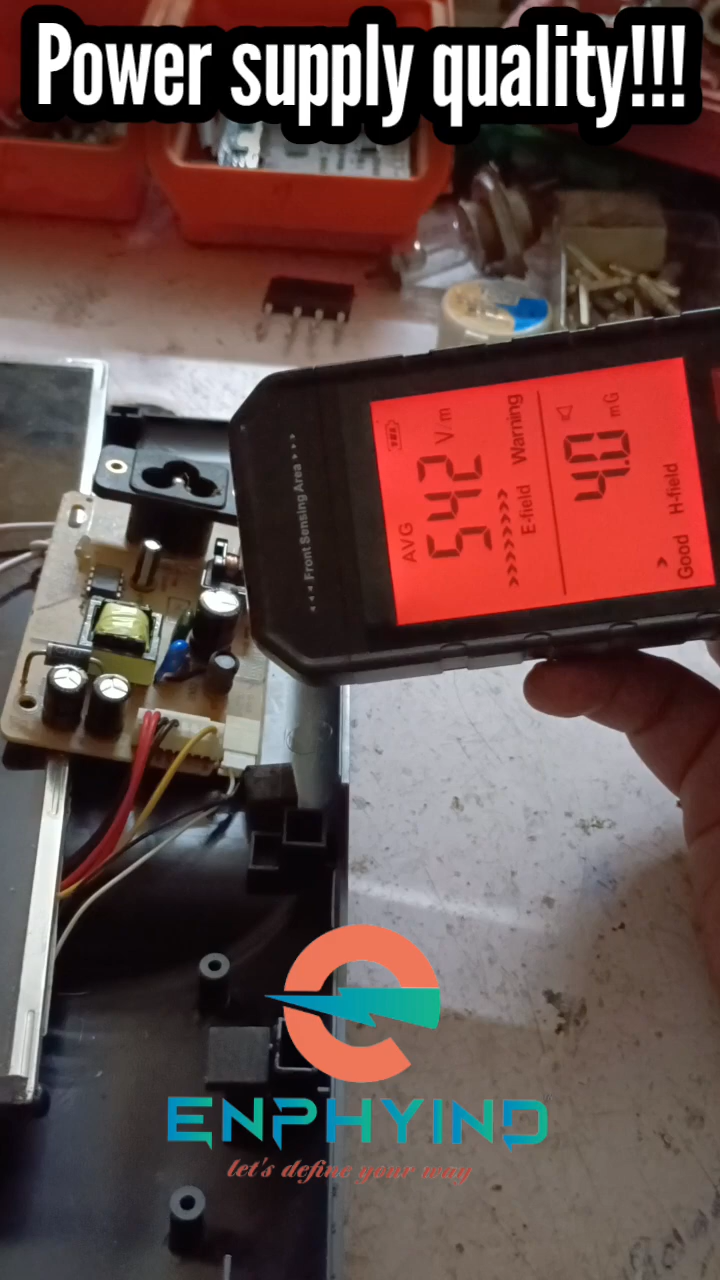 Power supply quality!!!
Front Sensing Area
AVG
542 V/m
E-field Warning
4.0 mG
Good H-field
ENPHYIND
let's define your way